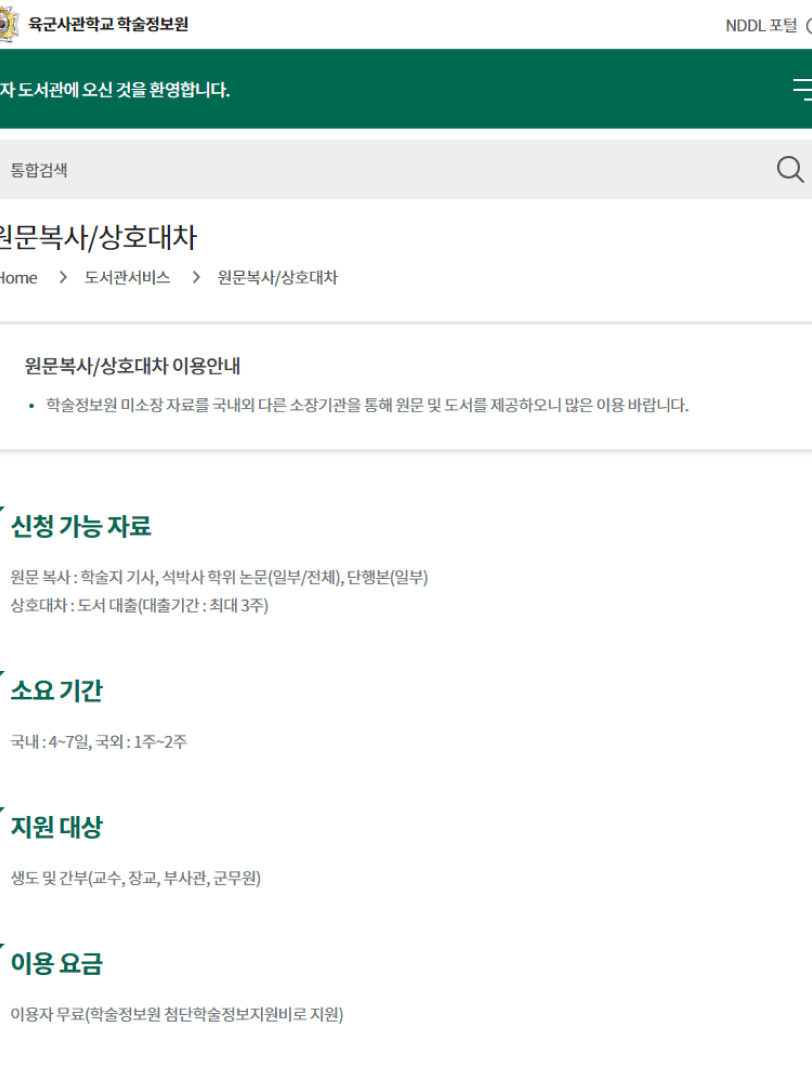 육군사관학교 학술정보원
NDDL 포털
자 도서관에 오신 것을 환영합니다.
통합검색
원문복사/상호대차
Home > 도서관서비스 > 원문복사/상호대차
원문복사/상호대차 이용안내
• 학술정보원 미소장 자료를 국내외 다른 소장기관을 통해 원문 및 도서를 제공하오니 많은 이용 바랍니다.
신청 가능 자료
원문 복사 : 학술지 기사, 석박사 학위 논문(일부/전체), 단행본(일부)
상호대차 : 도서 대출(대출기간 : 최대 3주)
소요 기간
국내 : 4~7일, 국외 : 1주~2주
지원 대상
생도 및 간부(교수, 장교, 부사관, 군무원)
이용 요금
이용자 무료(학술정보원 첨단학술정보지원비로 지원)